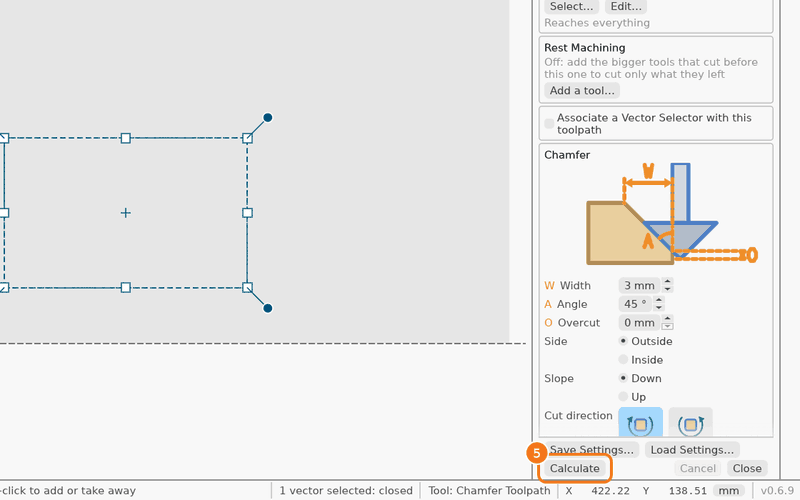 Select... Edit...
Reaches everything
Rest Machining
Off: add the bigger tools that cut before
this one to cut only what they left
Add a tool...
Associate a Vector Selector with this
toolpath
Chamfer
W
A
O
W Width 3 mm
A Angle 45 °
O Overcut 0 mm
Side Outside
Inside
Slope Down
Up
Cut direction
Save Settings... Load Settings...
5
Calculate Cancel Close
-click to add or take away 1 vector selected: closed Tool: Chamfer Toolpath X 422.22 Y 138.51 mm v0.6.9